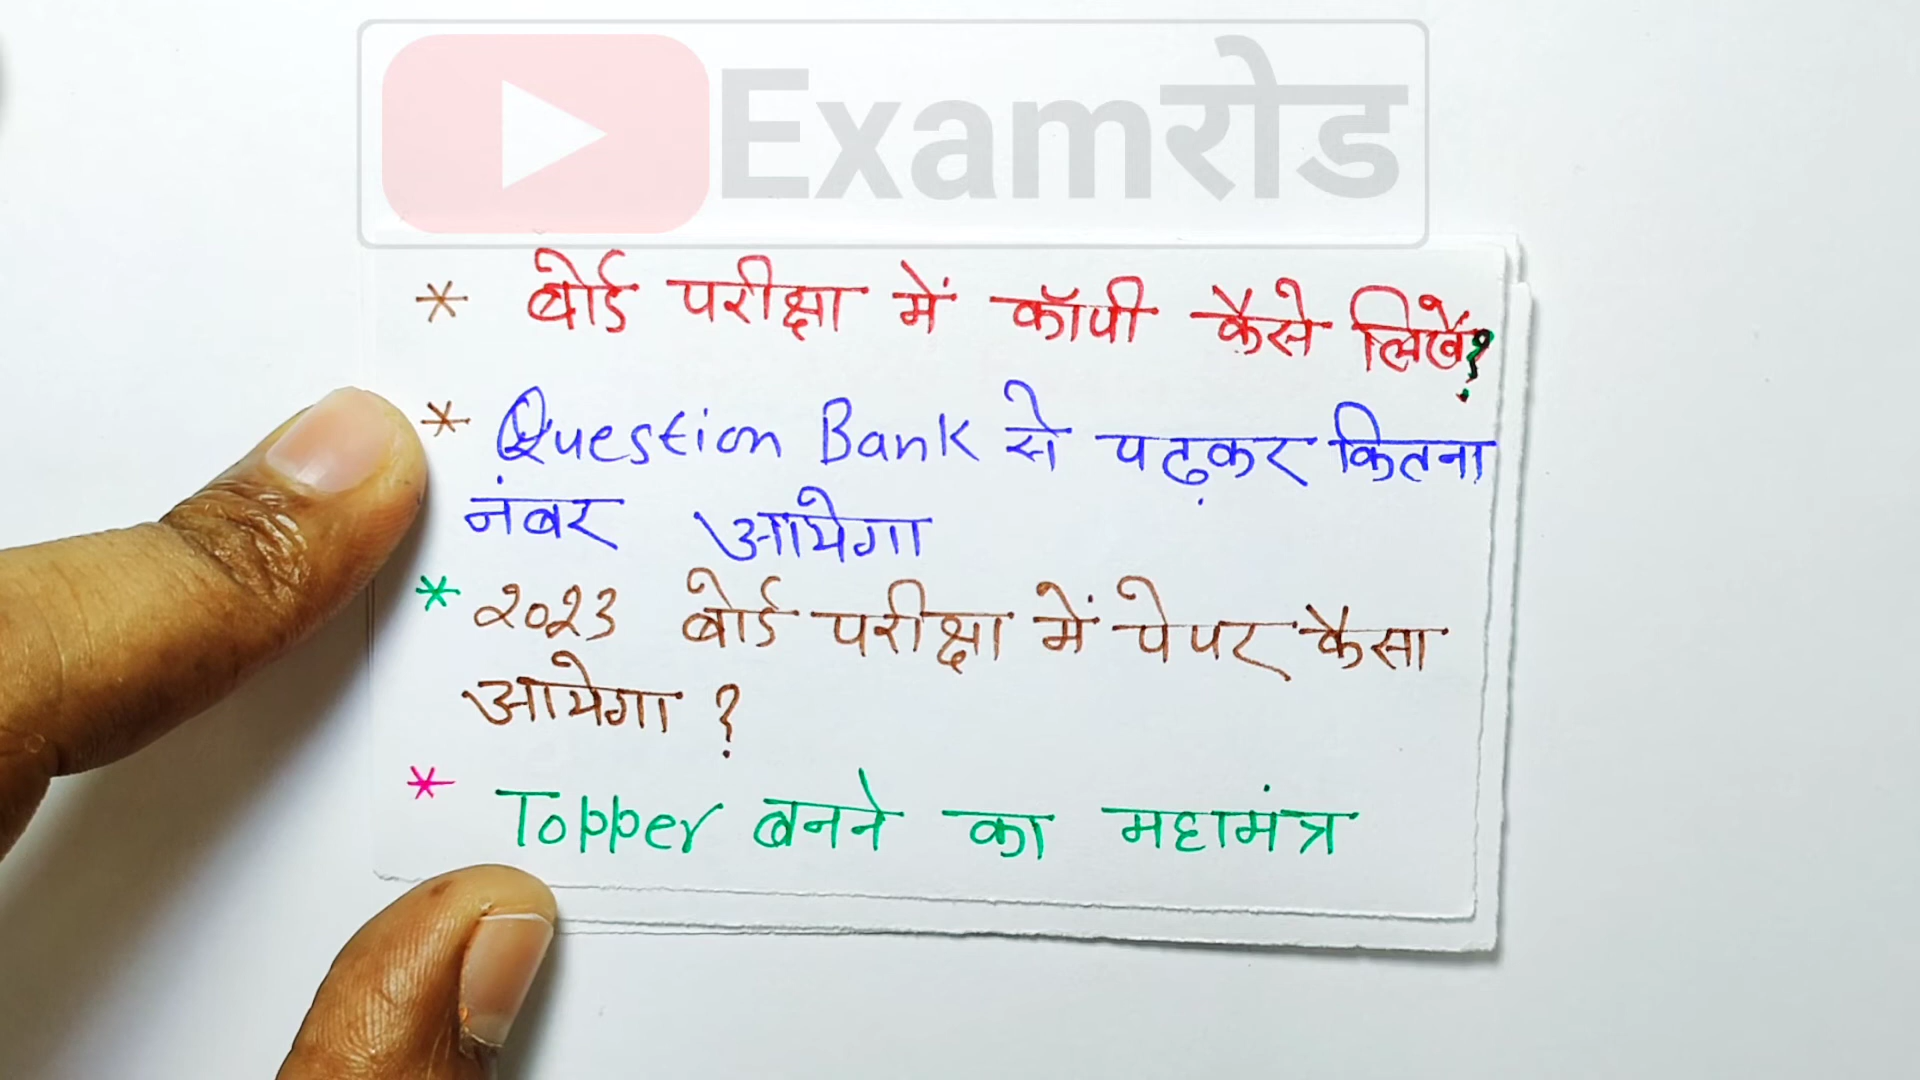 Examरोड
* बोर्ड परीक्षा में कॉपी कैसे लिखें?
* Question Bank से पढ़कर कितना
नंबर आयेगा
* 2023 बोर्ड परीक्षा में पेपर कैसा
आयेगा ?
* Topper बनने का महामंत्र